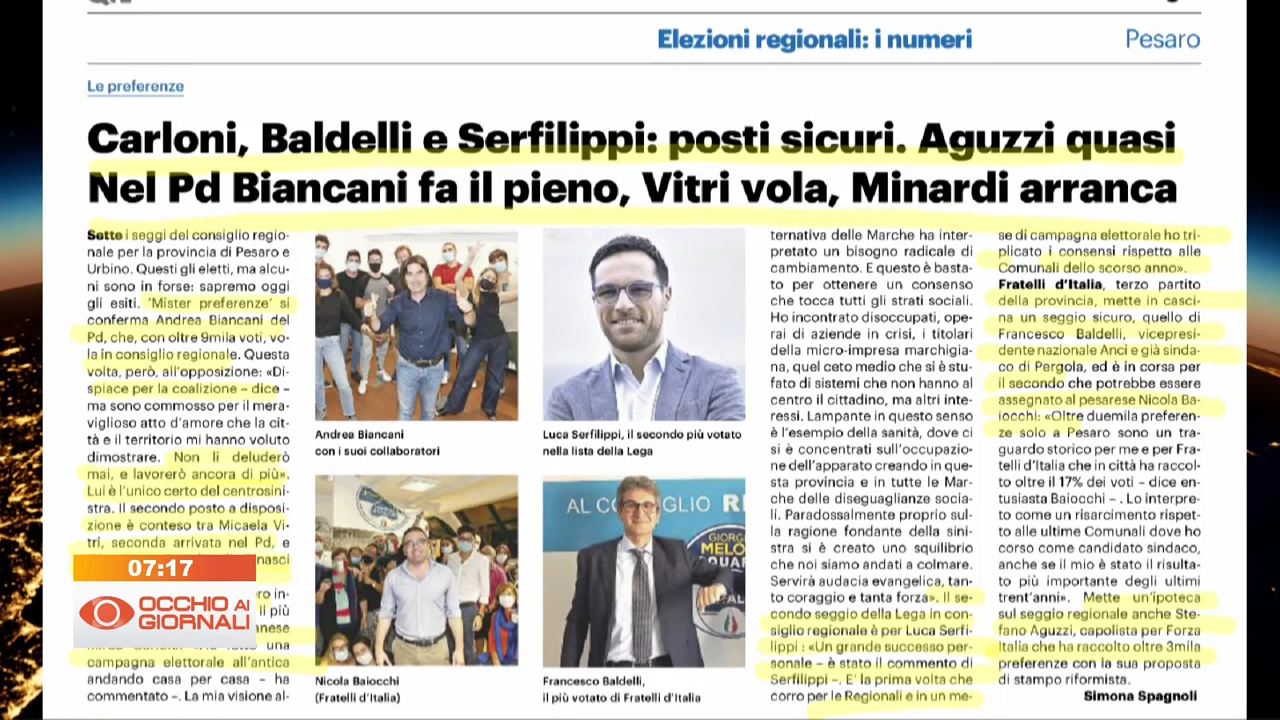 Elezioni regionali: i numeri
Pesaro
Le preferenze
Carloni, Baldelli e Serfilippi: posti sicuri. Aguzzi quasi
Nel Pd Biancani fa il pieno, Vitri vola, Minardi arranca
Sette i seggi del consiglio regio-
nale per la provincia di Pesaro e
Urbino. Questi gli eletti, ma alcu-
ni sono in forse: sapremo oggi
gli esiti. 'Mister preferenze' si
conferma Andrea Biancani del
Pd, che, con oltre 9mila voti, vo-
la in consiglio regionale. Questa
volta, però, all'opposizione: «Di-
spiace per la coalizione – dice –
ma sono commosso per il mera-
viglioso atto d'amore che la cit-
tà e il territorio mi hanno voluto
dimostrare. Non li deluderò
mai, e lavorerò ancora di più».
Lui è l'unico certo del centrosini-
stra. Il secondo posto a disposi-
zione è conteso tra Micaela Vi-
tri, seconda arrivata nel Pd, e
nasci
ro in-
il più
anese
una
campagna elettorale all'antica
andando casa per casa – ha
commentato –. La mia visione al-
07:17
OCCHIO AI
GIORNALI
Andrea Biancani
con i suoi collaboratori
Luca Serfilippi, il secondo più votato
nella lista della Lega
AL CO IGLIO RE
GIORGI
MELO
Nicola Baiocchi
(Fratelli d'Italia)
Francesco Baldelli,
il più votato di Fratelli d'Italia
ternativa delle Marche ha inter-
pretato un bisogno radicale di
cambiamento. E questo è basta-
to per ottenere un consenso
che tocca tutti gli strati sociali.
Ho incontrato disoccupati, ope-
rai di aziende in crisi, i titolari
della micro-impresa marchigia-
na, quel ceto medio che si è stu-
fato di sistemi che non hanno al
centro il cittadino, ma altri inte-
ressi. Lampante in questo senso
è l'esempio della sanità, dove ci
si è concentrati sull'occupazio-
ne dell'apparato creando in que-
sta provincia e in tutte le Mar-
che delle diseguaglianze socia-
li. Paradossalmente proprio sul-
la ragione fondante della sini-
stra si è creato uno squilibrio
che noi siamo andati a colmare.
Servirà audacia evangelica, tan-
to coraggio e tanta forza». Il se-
condo seggio della Lega in con-
siglio regionale è per Luca Serfi-
lippi : «Un grande successo per-
sonale – è stato il commento di
Serfilippi –. E' la prima volta che
corro per le Regionali e in un me-
se di campagna elettorale ho tri-
plicato i consensi rispetto alle
Comunali dello scorso anno».
Fratelli d'Italia, terzo partito
della provincia, mette in casci-
na un seggio sicuro, quello di
Francesco Baldelli, vicepresi-
dente nazionale Anci e già sinda-
co di Pergola, ed è in corsa per
il secondo che potrebbe essere
assegnato al pesarese Nicola Ba-
iocchi: «Oltre duemila preferen-
ze solo a Pesaro sono un tra-
guardo storico per me e per Fra-
telli d'Italia che in città ha raccol-
to oltre il 17% dei voti – dice en-
tusiasta Baiocchi – . Lo interpre-
to come un risarcimento rispet-
to alle ultime Comunali dove ho
corso come candidato sindaco,
anche se il mio è stato il risulta-
to più importante degli ultimi
trent'anni». Mette un'ipoteca
sul seggio regionale anche Ste-
fano Aguzzi, capolista per Forza
Italia che ha raccolto oltre 3mila
preferenze con la sua proposta
di stampo riformista.
Simona Spagnoli